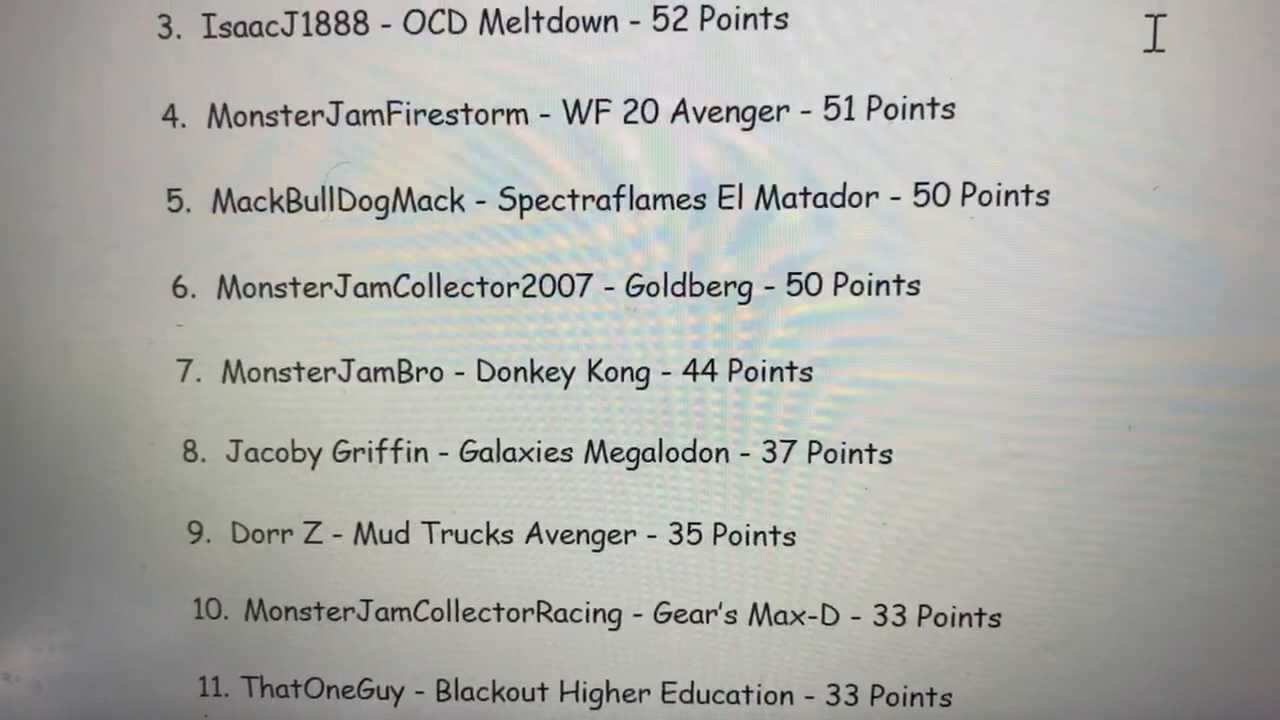 3. IsaacJ1888 - OCD Meltdown - 52 Points
4. MonsterJamFirestorm - WF 20 Avenger - 51 Points
5. MackBullDogMack - Spectraflames El Matador - 50 Points
6. MonsterJamCollector2007 - Goldberg - 50 Points
7. MonsterJamBro - Donkey Kong - 44 Points
8. Jacoby Griffin - Galaxies Megalodon - 37 Points
9. Dorr Z - Mud Trucks Avenger - 35 Points
10. MonsterJamCollectorRacing - Gear's Max-D - 33 Points
11. ThatOneGuy - Blackout Higher Education - 33 Points